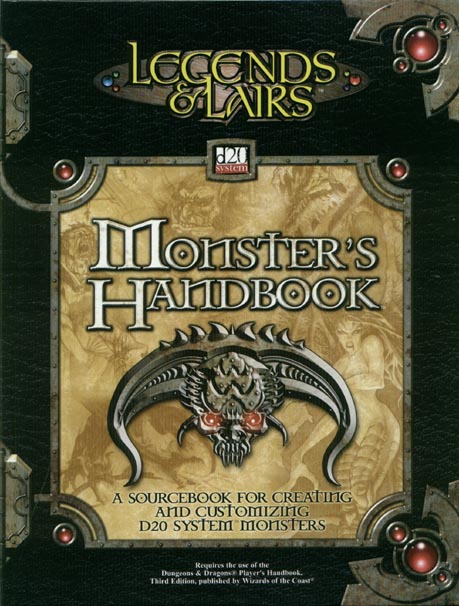 LEGENDS
& LAIRS™
d20
system
MONSTER'S
HANDBOOK
A SOURCEBOOK FOR CREATING
AND CUSTOMIZING
D20 SYSTEM MONSTERS
Requires the use of the
Dungeons & Dragons® Player's Handbook,
Third Edition, published by Wizards of the Coast®